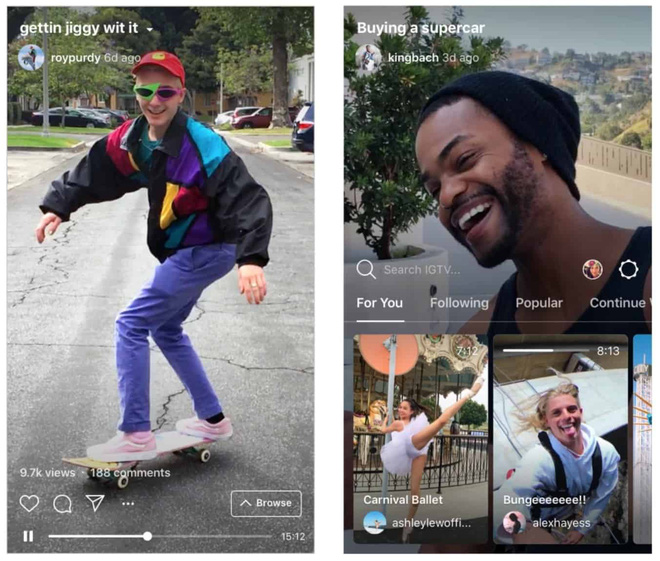 gettin jiggy wit it
roypurdy 6d ago
9.7k views · 188 comments
Browse
15:12
Buying a supercar
kingbach 3d ago
Search IGTV...
For You Following Popular Continue W
7:12 8:13
Carnival Ballet
ashleylewoffi...
Bungeeeeeee!!
alexhayess